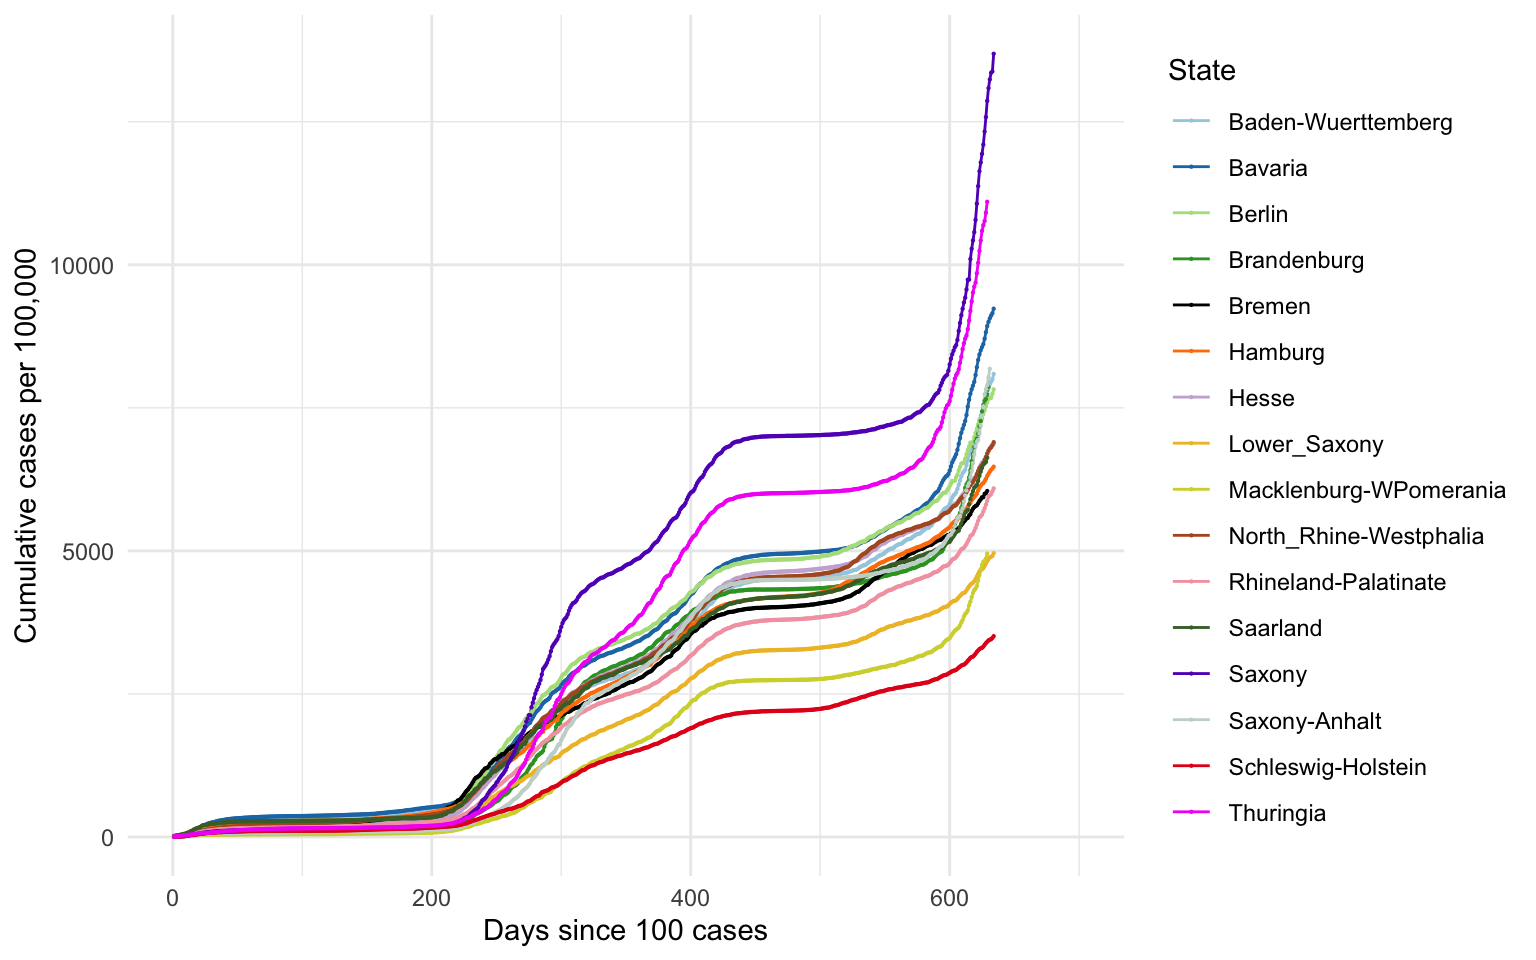 State
Baden-Wuerttemberg
Bavaria
Berlin
Brandenburg
Bremen
Hamburg
Hesse
Lower_Saxony
Macklenburg-WPomerania
North_Rhine-Westphalia
Rhineland-Palatinate
Saarland
Saxony
Saxony-Anhalt
Schleswig-Holstein
Thuringia
Cumulative cases per 100,000
10000
5000
0
0 200 400 600
Days since 100 cases